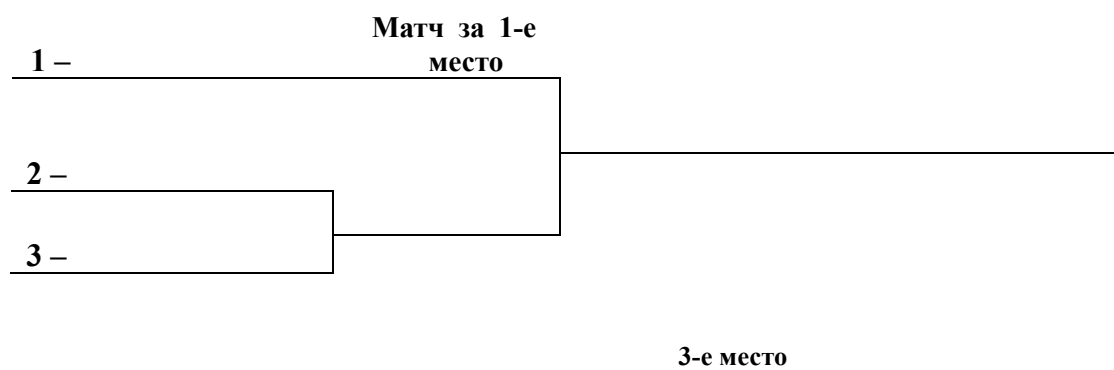 Матч за 1-е
место
1 –
2 –
3 –
3-е место